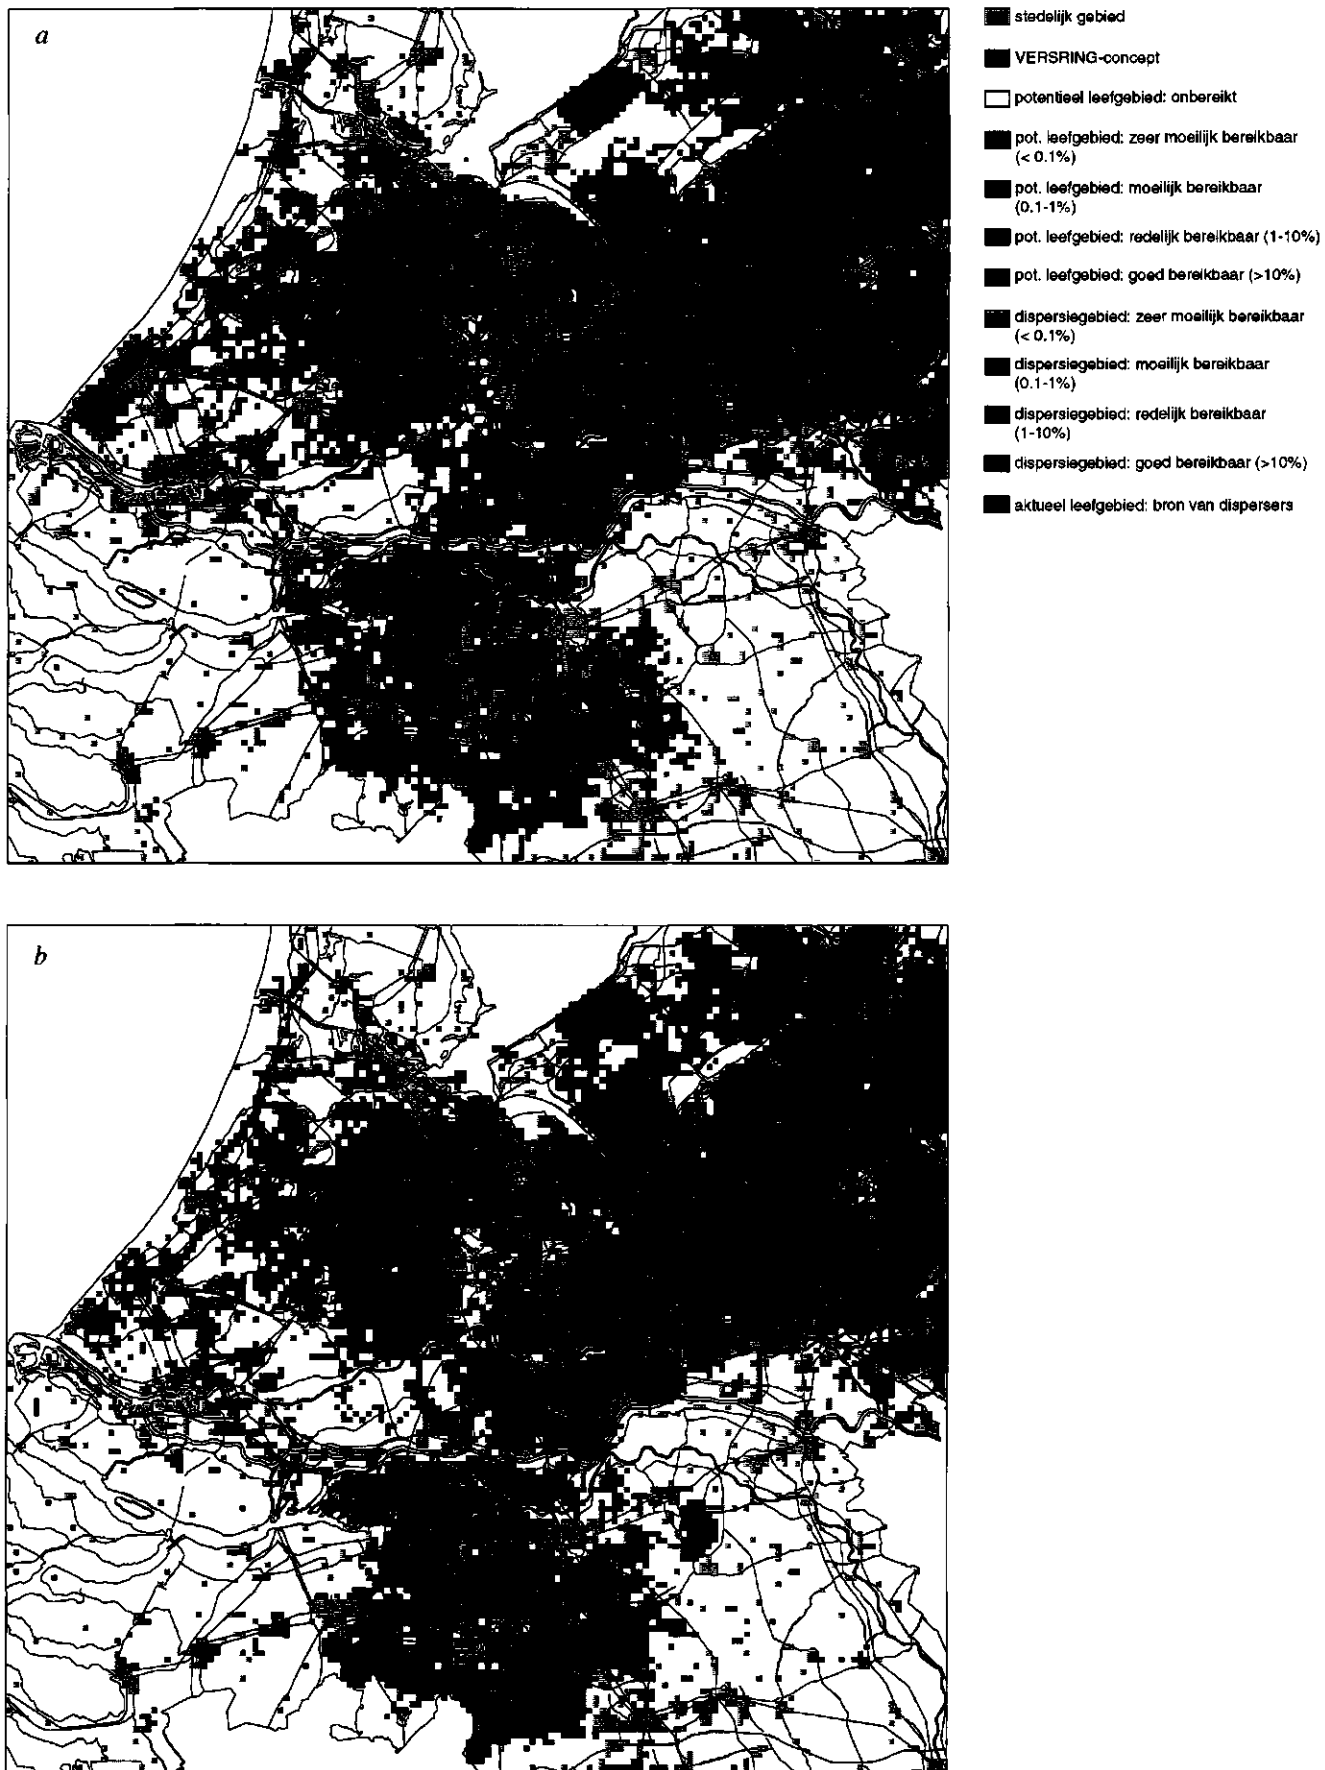 a
stedelijk gebied
VERSRING-concept
potentieel leefgebied: onbereikt
pot. leefgebied: zeer moeilijk bereikbaar
(< 0.1%)
pot. leefgebied: moeilijk bereikbaar
(0.1-1%)
pot. leefgebied: redelijk bereikbaar (1-10%)
pot. leefgebied: goed bereikbaar (>10%)
dispersiegebied: zeer moeilijk bereikbaar
(< 0.1%)
dispersiegebied: moeilijk bereikbaar
(0.1-1%)
dispersiegebied: redelijk bereikbaar
(1-10%)
dispersiegebied: goed bereikbaar (>10%)
aktueel leefgebied: bron van dispersers
b